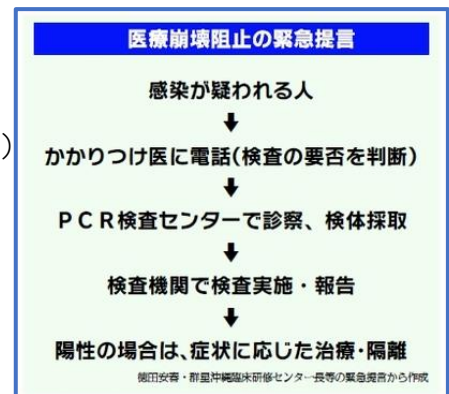 医療崩壊阻止の緊急提言
感染が疑われる人
↓
かかりつけ医に電話(検査の要否を判断)
)
↓
PCR検査センターで診察、検体採取
↓
検査機関で検査実施・報告
↓
陽性の場合は、症状に応じた治療・隔離
徳田安春・群星沖縄臨床研修センター長等の緊急提言から作成